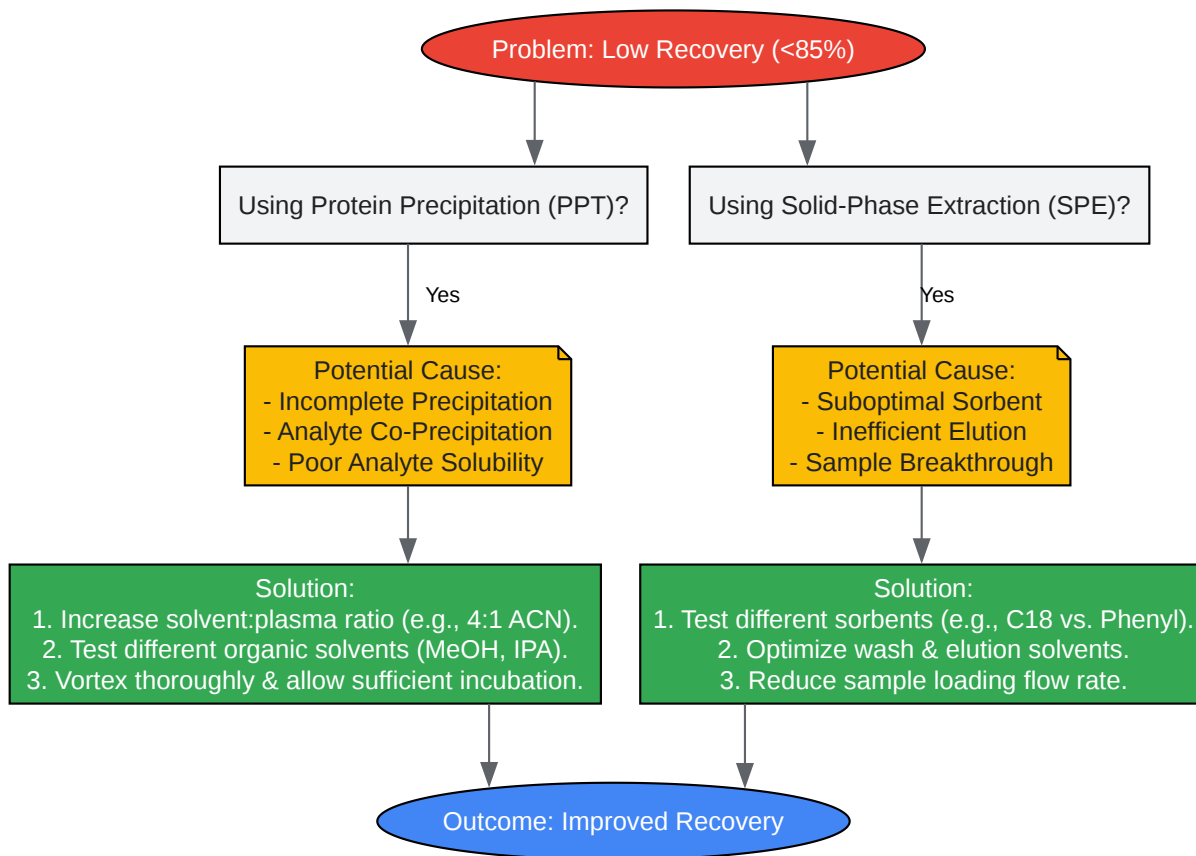 Problem: Low Recovery (<85%)
Using Protein Precipitation (PPT)?
Using Solid-Phase Extraction (SPE)?
Yes
Yes
Potential Cause:
- Incomplete Precipitation
- Analyte Co-Precipitation
- Poor Analyte Solubility
Potential Cause:
- Suboptimal Sorbent
- Inefficient Elution
- Sample Breakthrough
Solution:
1. Increase solvent:plasma ratio (e.g., 4:1 ACN).
2. Test different organic solvents (MeOH, IPA).
3. Vortex thoroughly & allow sufficient incubation.
Solution:
1. Test different sorbents (e.g., C18 vs. Phenyl).
2. Optimize wash & elution solvents.
3. Reduce sample loading flow rate.
Outcome: Improved Recovery